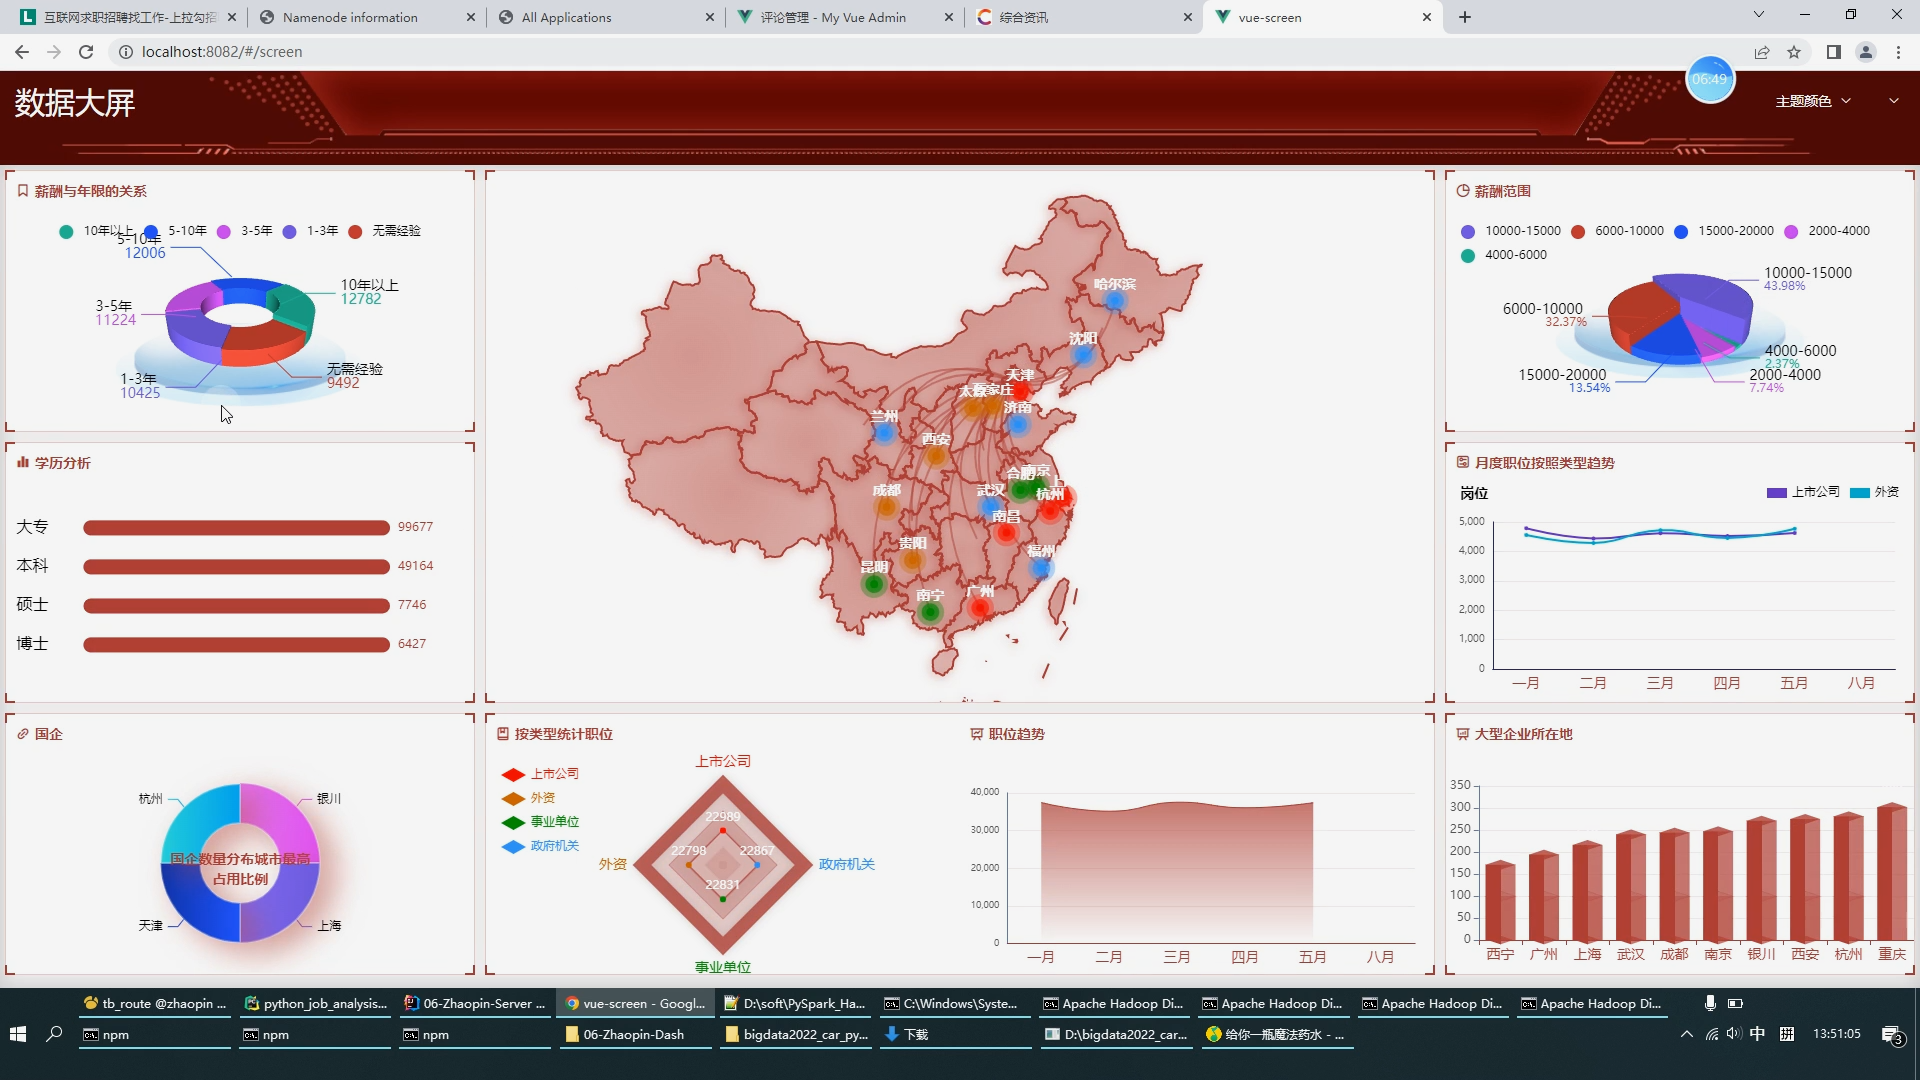 互联网求职招聘找工作-上拉勾招
Namenode information
All Applications
评论管理 - My Vue Admin
综合资讯
vue-screen
localhost:8082/#/screen
06:49
数据大屏
主题颜色
薪酬与年限的关系
10年以上
5-10年
3-5年
1-3年
无需经验
5-10年
12006
10年以上
12782
3-5年
11224
无需经验
9492
1-3年
10425
学历分析
大专 99677
本科 49164
硕士 7746
博士 6427
国企
杭州
银川
国企数量分布城市最高
占用比例
天津
上海
哈尔滨
沈阳
天津
济南
兰州
西安
南京
成都
武汉
杭州
南昌
贵阳
福州
昆明
南宁
广州
按类型统计职位
上市公司
外资
事业单位
政府机关
上市公司
22989
22798
22867
外资
政府机关
22831
事业单位
职位趋势
40,000
30,000
20,000
10,000
0
一月 二月 三月 四月 五月 八月
薪酬范围
10000-15000
6000-10000
15000-20000
2000-4000
4000-6000
10000-15000
43.98%
6000-10000
32.37%
4000-6000
2.37%
15000-20000
13.54%
2000-4000
7.74%
月度职位按照类型趋势
岗位
上市公司
外资
5,000
4,000
3,000
2,000
1,000
0
一月 二月 三月 四月 五月 八月
大型企业所在地
350
300
250
200
150
100
50
0
西宁 广州 上海 武汉 成都 南京 银川 西安 杭州 重庆
tb_route @zhaopin ...
python_job_analysis...
06-Zhaopin-Server ...
vue-screen - Googl...
D:\soft\PySpark_Ha...
C:\Windows\Syste...
Apache Hadoop Di...
Apache Hadoop Di...
Apache Hadoop Di...
Apache Hadoop Di...
npm
npm
npm
06-Zhaopin-Dash
bigdata2022_car_py...
下载
D:\bigdata2022_car...
给你一瓶魔法药水 - ...
中
拼
13:51:05
3